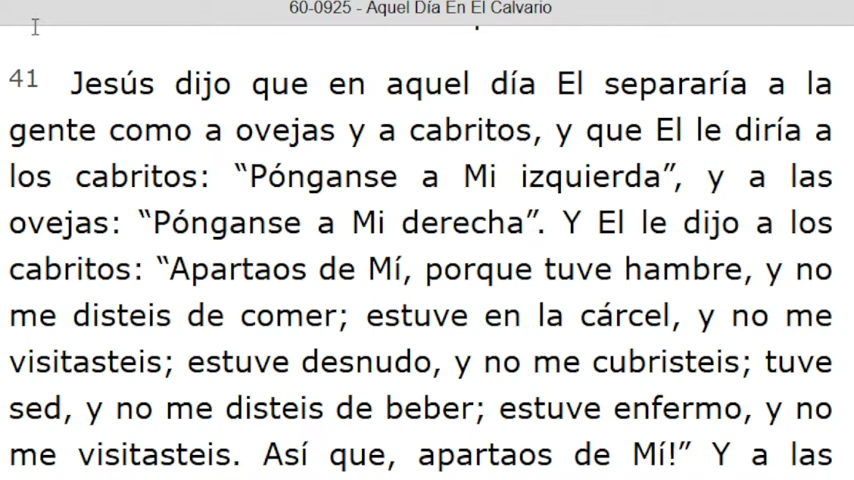 60-0925 - Aquel Día En El Calvario
41 Jesús dijo que en aquel día El separaría a la
gente como a ovejas y a cabritos, y que El le diría a
los cabritos: “Pónganse a Mi izquierda”, y a las
ovejas: “Pónganse a Mi derecha”. Y El le dijo a los
cabritos: “Apartaos de Mí, porque tuve hambre, y no
me disteis de comer; estuve en la cárcel, y no me
visitasteis; estuve desnudo, y no me cubristeis; tuve
sed, y no me disteis de beber; estuve enfermo, y no
me visitasteis. Así que, apartaos de Mí!” Y a las